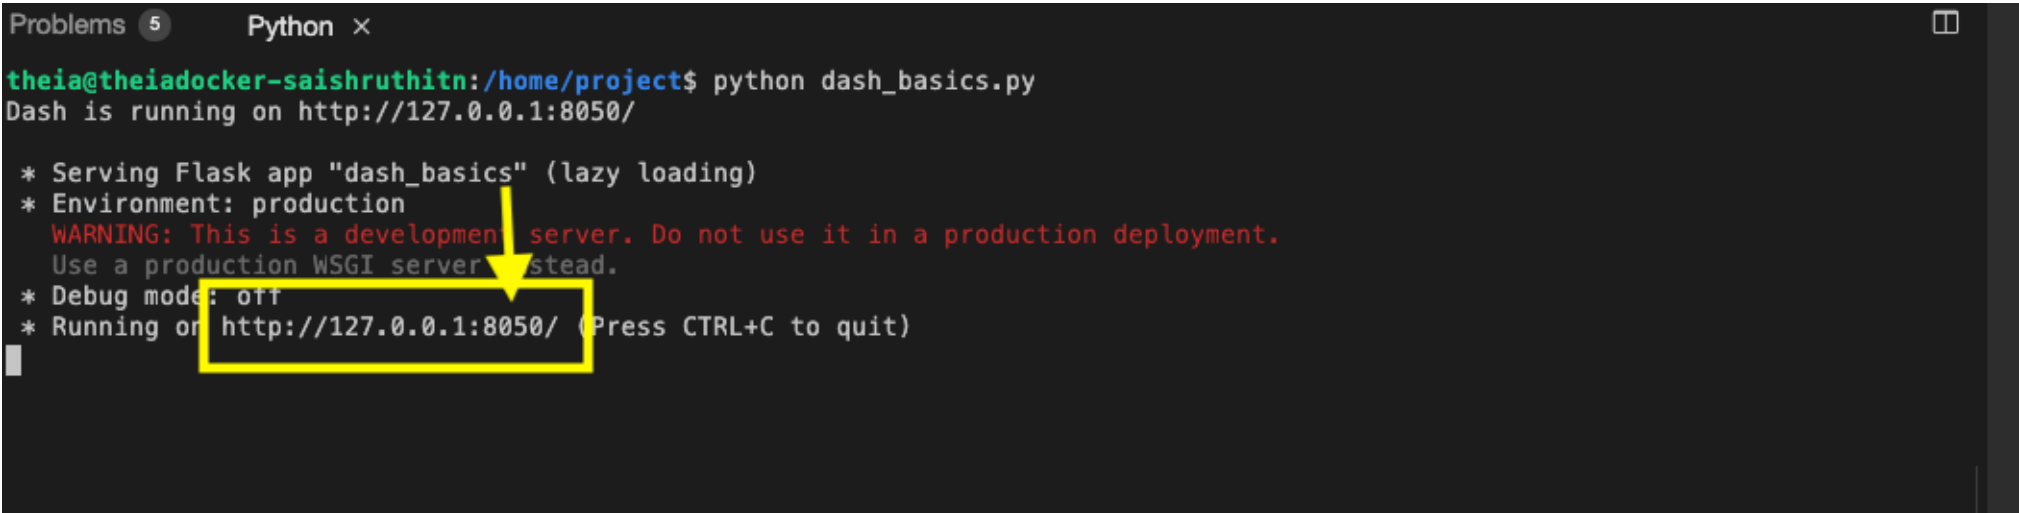 Problems 5 Python ×
theia@theiadocker-saishruthitn:/home/project$ python dash_basics.py
Dash is running on http://127.0.0.1:8050/
* Serving Flask app "dash_basics" (lazy loading)
* Environment: production
WARNING: This is a development server. Do not use it in a production deployment.
Use a production WSGI server instead.
* Debug mode: off
* Running on http://127.0.0.1:8050/ (Press CTRL+C to quit)